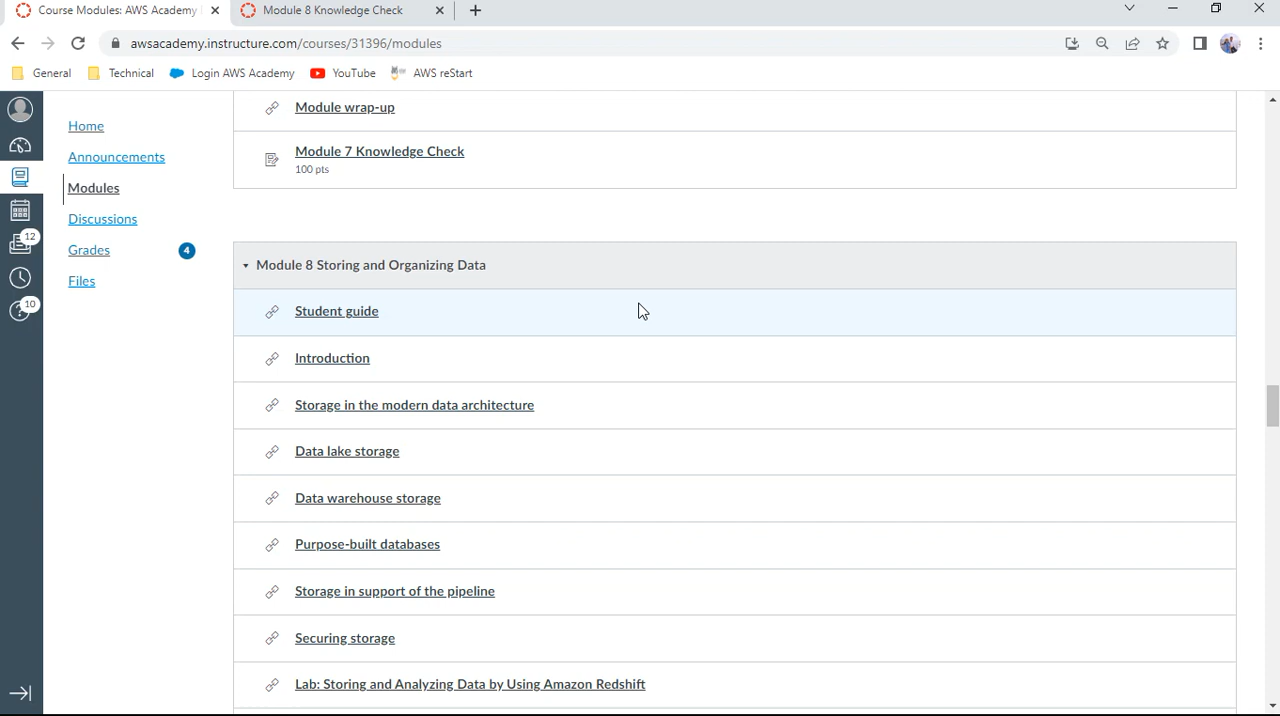 Course Modules: AWS Academy
Module 8 Knowledge Check
awsacademy.instructure.com/courses/31396/modules
General
Technical
Login AWS Academy
YouTube
AWS reStart
Home
Announcements
Modules
Discussions
Grades
4
Files
12
10
Module wrap-up
Module 7 Knowledge Check
100 pts
Module 8 Storing and Organizing Data
Student guide
Introduction
Storage in the modern data architecture
Data lake storage
Data warehouse storage
Purpose-built databases
Storage in support of the pipeline
Securing storage
Lab: Storing and Analyzing Data by Using Amazon Redshift